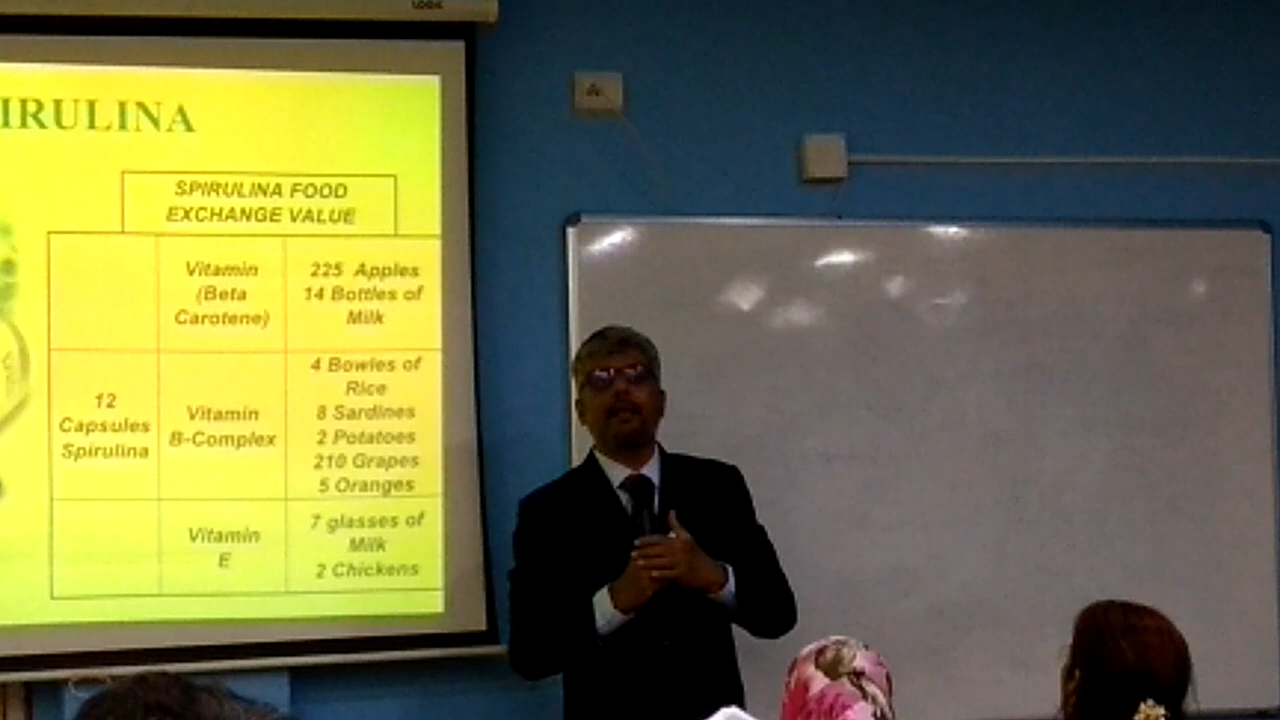 IRULINA
SPIRULINA FOOD
EXCHANGE VALUE
Vitamin
(Beta
Carotene)
225 Apples
14 Bottles of
Milk
12
Capsules
Spirulina
Vitamin
B-Complex
4 Bowles of
Rice
8 Sardines
2 Potatoes
210 Grapes
5 Oranges
Vitamin
E
7 glasses of
Milk
2 Chickens